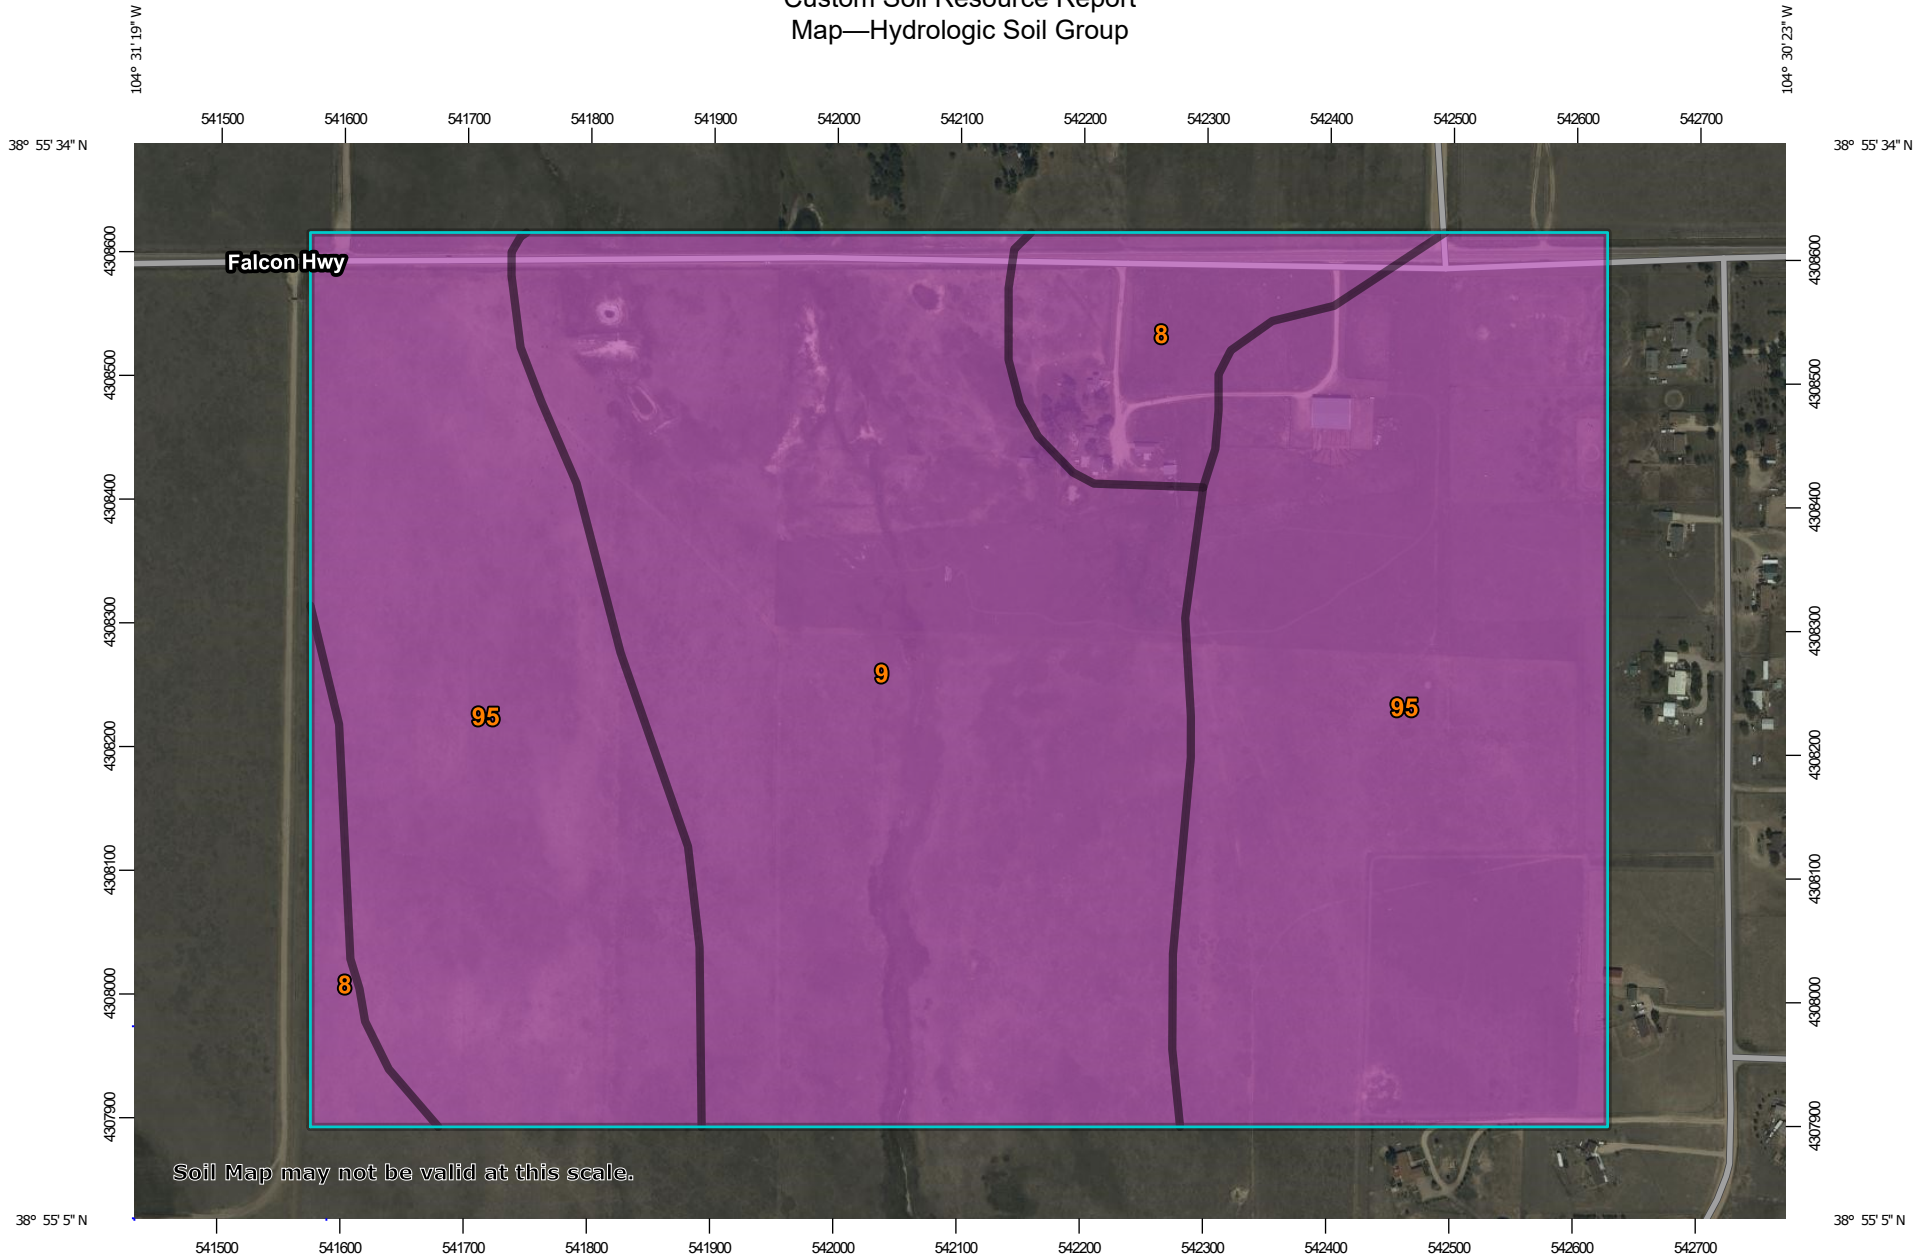 Custom Soil Resource Report
Map—Hydrologic Soil Group
104° 31' 19" W
104° 30' 23" W
541500 541600 541700 541800 541900 542000 542100 542200 542300 542400 542500 542600 542700
38° 55' 34" N
38° 55' 34" N
4308600
4308600
Falcon Hwy
8
4308500
4308500
4308400
4308400
4308300
4308300
9
95
95
4308200
4308200
4308100
4308100
8
4308000
4308000
4307900
4307900
Soil Map may not be valid at this scale.
38° 55' 5" N
38° 55' 5" N
541500 541600 541700 541800 541900 542000 542100 542200 542300 542400 542500 542600 542700